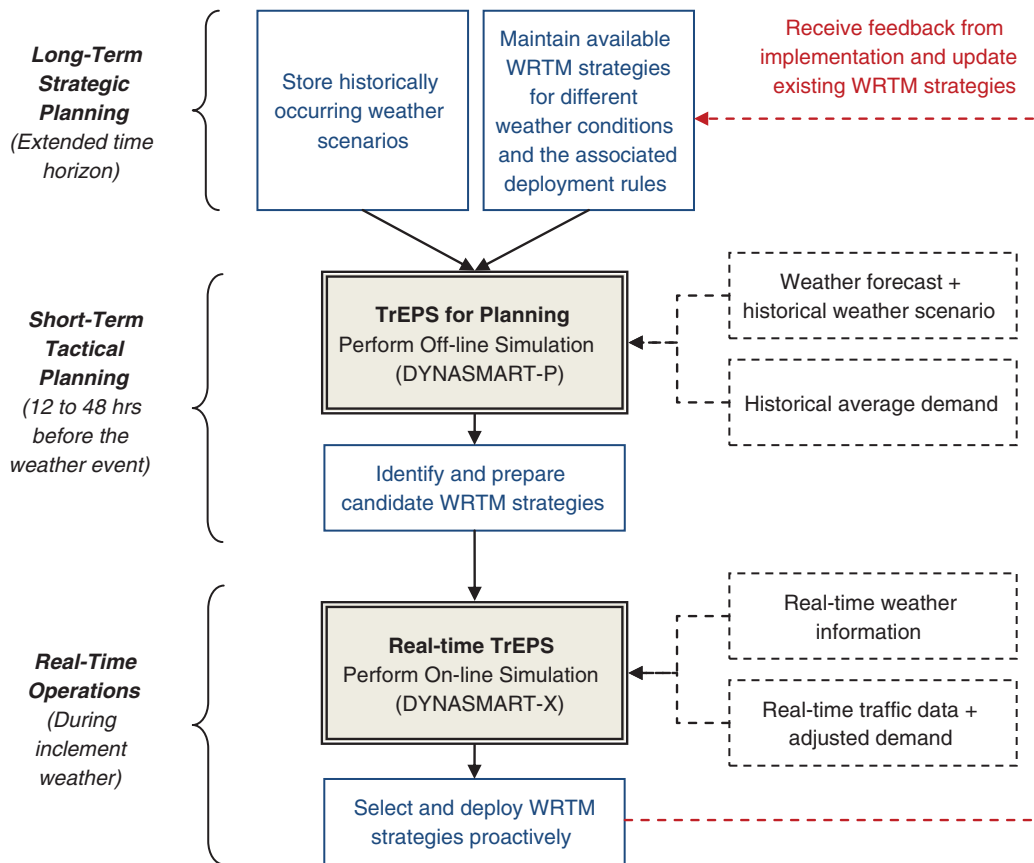 Long-Term
Strategic
Planning
(Extended time
horizon)
Store historically
occurring weather
scenarios
Maintain available
WRTM strategies
for different
weather conditions
and the associated
deployment rules
Receive feedback from
implementation and update
existing WRTM strategies
Short-Term
Tactical
Planning
(12 to 48 hrs
before the
weather event)
TrEPS for Planning
Perform Off-line Simulation
(DYNASMART-P)
Weather forecast +
historical weather scenario
Historical average demand
Identify and prepare
candidate WRTM strategies
Real-Time
Operations
(During
inclement
weather)
Real-time TrEPS
Perform On-line Simulation
(DYNASMART-X)
Real-time weather
information
Real-time traffic data +
adjusted demand
Select and deploy WRTM
strategies proactively